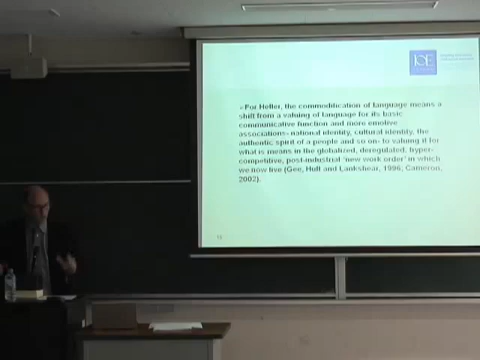 IOE
» For Heller, the commodification of language means a
shift from a valuing of language for its basic
communicative function and more emotive
associations- national identity, cultural identity, the
authentic spirit of a people and so on- to valuing it for
what is means in the globalized, deregulated, hyper-
competitive, post-industrial 'new work order' in which
we now live (Gee, Hull and Lankshear, 1996; Cameron,
2002).